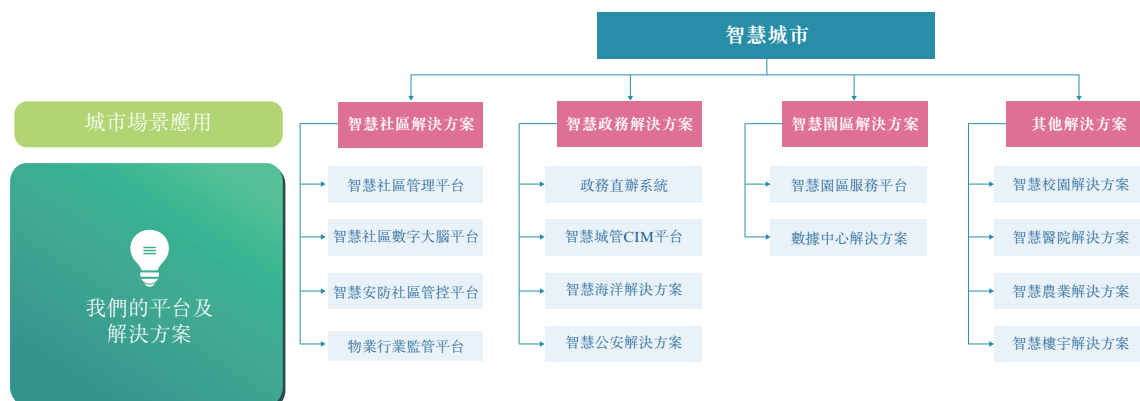 智慧城市
城市場景應用
智慧社區解決方案
智慧政務解決方案
智慧園區解決方案
其他解決方案
智慧社區管理平台
政務直辦系統
智慧園區服務平台
智慧校園解決方案
智慧社區數字大腦平台
智慧城管CIM平台
數據中心解決方案
智慧醫院解決方案
智慧安防社區管控平台
智慧海洋解決方案
智慧農業解決方案
我們的平台及
解決方案
物業行業監管平台
智慧公安解決方案
智慧樓宇解決方案